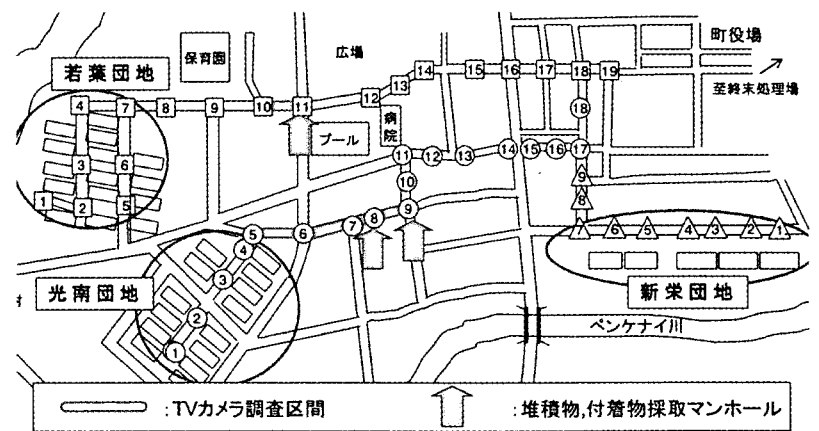 保育園
広場
町役場
至終末処理場
若葉団地
4 7 8 9 10 11 12 13 14 15 16 17 18 19
3 6
1 2 5
プール
病院
18
11 12 13 14 15 16 17
10
9
8
5 6 7 8 9
4
3
2
1
7 6 5 4 3 2 1
光南団地
新栄団地
ペンケナイ川
:TVカメラ調査区間
:堆積物,付着物採取マンホール